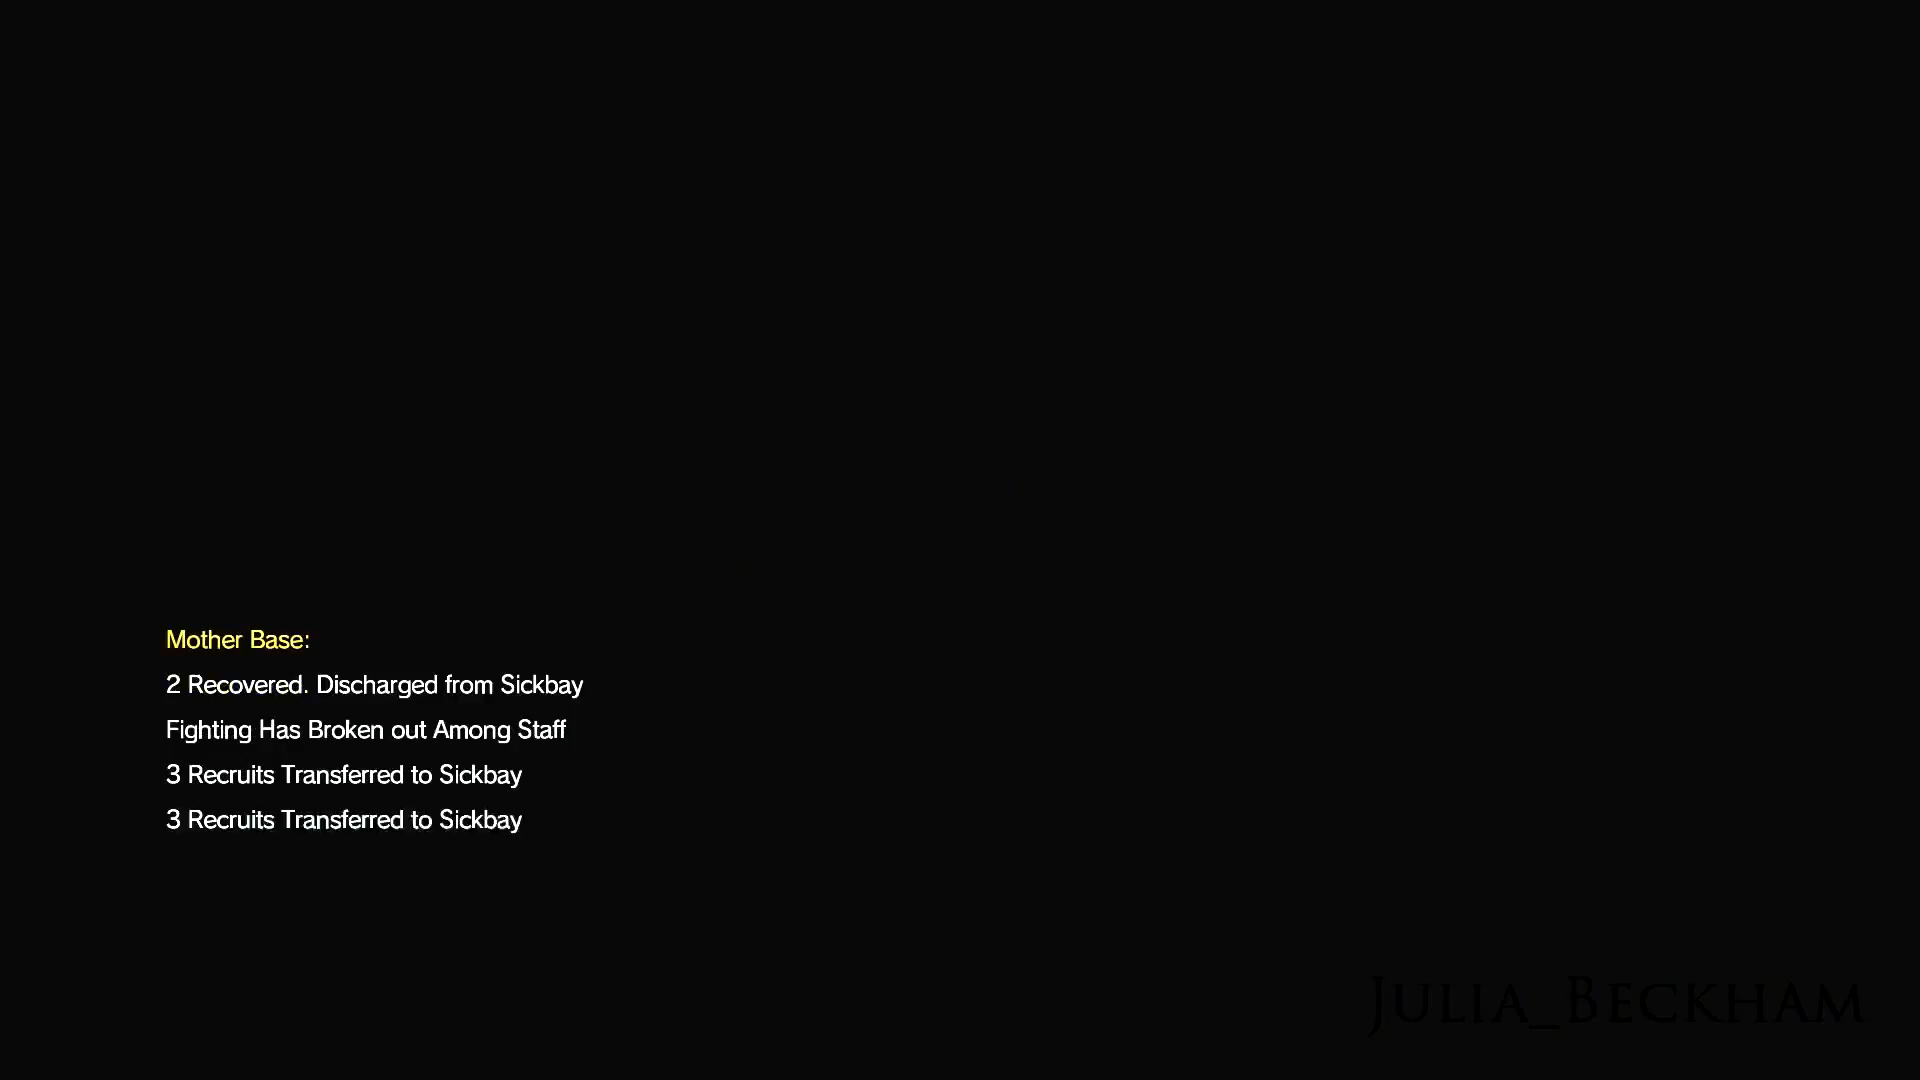 Mother Base:
2 Recovered. Discharged from Sickbay
Fighting Has Broken out Among Staff
3 Recruits Transferred to Sickbay
3 Recruits Transferred to Sickbay
Julia_Beckham